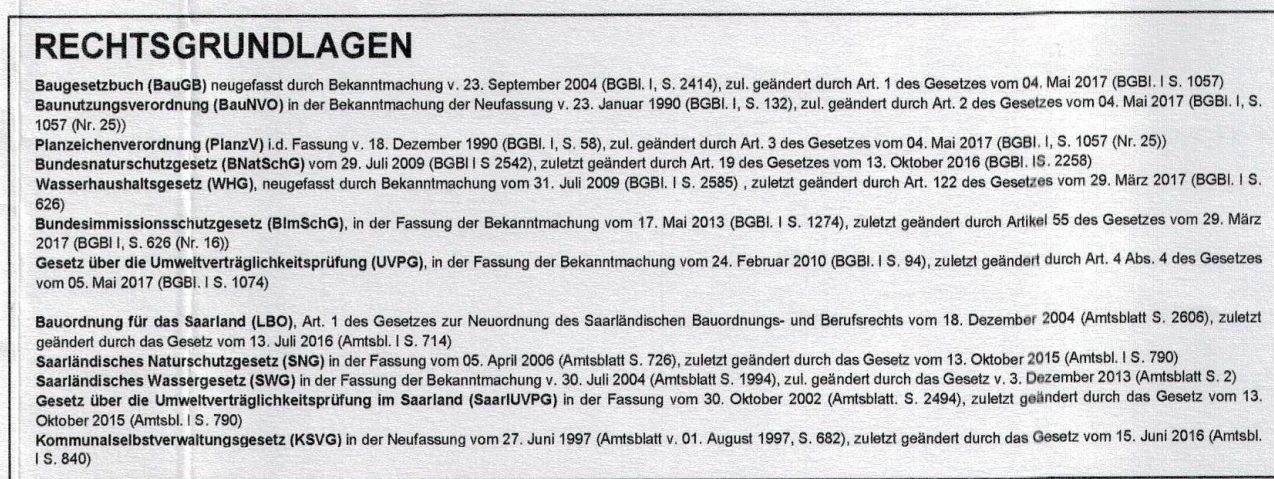 RECHTSGRUNDLAGEN
Baugesetzbuch (BauGB) neugefasst durch Bekanntmachung v. 23. September 2004 (BGBl. I, S. 2414), zul. geändert durch Art. 1 des Gesetzes vom 04. Mai 2017 (BGBl. I S. 1057)
Baunutzungsverordnung (BauNVO) in der Bekanntmachung der Neufassung v. 23. Januar 1990 (BGBl. I, S. 132), zul. geändert durch Art. 2 des Gesetzes vom 04. Mai 2017 (BGBl. I, S.
1057 (Nr. 25))
Planzeichenverordnung (PlanzV) i.d. Fassung v. 18. Dezember 1990 (BGBl. I, S. 58), zul. geändert durch Art. 3 des Gesetzes vom 04. Mai 2017 (BGBl. I, S. 1057 (Nr. 25))
Bundesnaturschutzgesetz (BNatSchG) vom 29. Juli 2009 (BGBl I S 2542), zuletzt geändert durch Art. 19 des Gesetzes vom 13. Oktober 2016 (BGBl. IS. 2258)
Wasserhaushaltsgesetz (WHG), neugefasst durch Bekanntmachung vom 31. Juli 2009 (BGBl. I S. 2585) , zuletzt geändert durch Art. 122 des Gesetzes vom 29. März 2017 (BGBl. I S.
626)
Bundesimmissionsschutzgesetz (BImSchG), in der Fassung der Bekanntmachung vom 17. Mai 2013 (BGBl. I S. 1274), zuletzt geändert durch Artikel 55 des Gesetzes vom 29. März
2017 (BGBl I, S. 626 (Nr. 16))
Gesetz über die Umweltverträglichkeitsprüfung (UVPG), in der Fassung der Bekanntmachung vom 24. Februar 2010 (BGBl. I S. 94), zuletzt geändert durch Art. 4 Abs. 4 des Gesetzes
vom 05. Mai 2017 (BGBl. I S. 1074)
Bauordnung für das Saarland (LBO), Art. 1 des Gesetzes zur Neuordnung des Saarländischen Bauordnungs- und Berufsrechts vom 18. Dezember 2004 (Amtsblatt S. 2606), zuletzt
geändert durch das Gesetz vom 13. Juli 2016 (Amtsbl. I S. 714)
Saarländisches Naturschutzgesetz (SNG) in der Fassung vom 05. April 2006 (Amtsblatt S. 726), zuletzt geändert durch das Gesetz vom 13. Oktober 2015 (Amtsbl. I S. 790)
Saarländisches Wassergesetz (SWG) in der Fassung der Bekanntmachung v. 30. Juli 2004 (Amtsblatt S. 1994), zul. geändert durch das Gesetz v. 3. Dezember 2013 (Amtsblatt S. 2)
Gesetz über die Umweltverträglichkeitsprüfung im Saarland (SaarlUVPG) in der Fassung vom 30. Oktober 2002 (Amtsblatt. S. 2494), zuletzt geändert durch das Gesetz vom 13.
Oktober 2015 (Amtsbl. I S. 790)
Kommunalselbstverwaltungsgesetz (KSVG) in der Neufassung vom 27. Juni 1997 (Amtsblatt v. 01. August 1997, S. 682), zuletzt geändert durch das Gesetz vom 15. Juni 2016 (Amtsbl.
I S. 840)